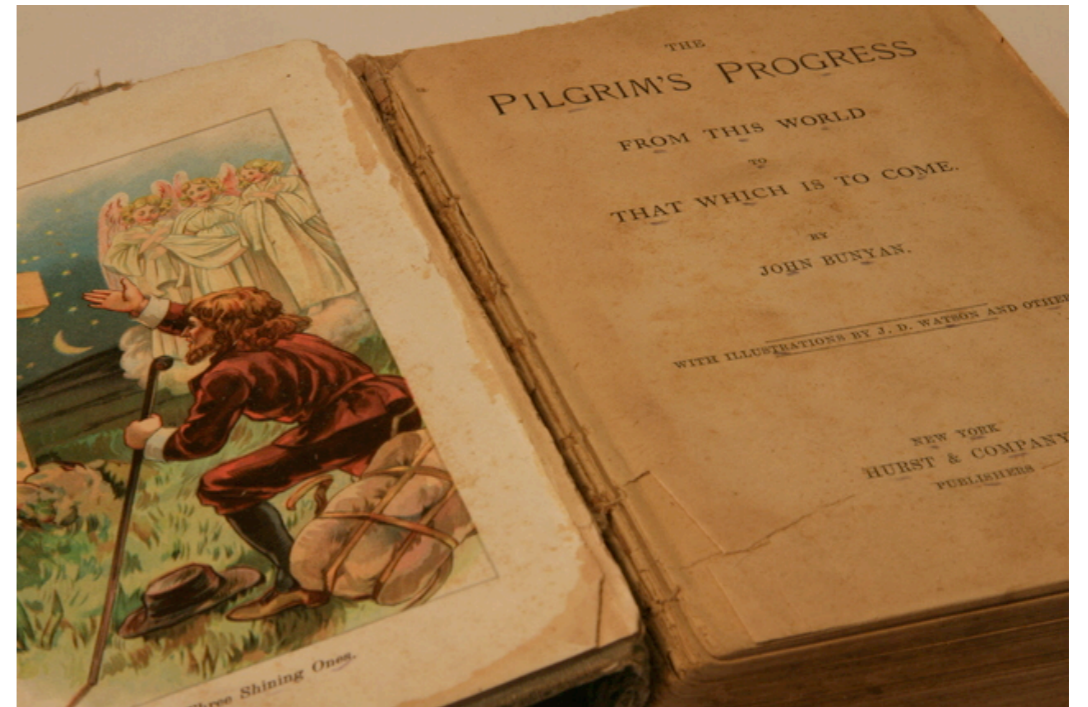 Three Shining Ones.
THE
PILGRIM'S PROGRESS
FROM THIS WORLD
TO
THAT WHICH IS TO COME.
BY
JOHN BUNYAN.
WITH ILLUSTRATIONS BY J. D. WATSON AND OTHER
NEW YORK
HURST & COMPANY
PUBLISHERS